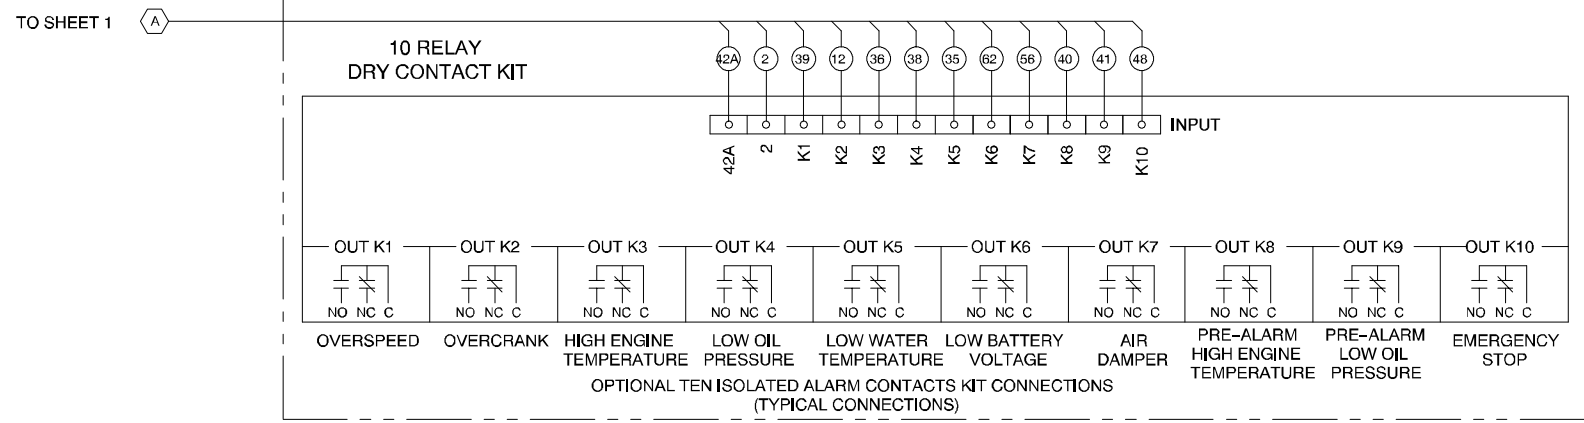 TO SHEET 1
A
10 RELAY
DRY CONTACT KIT
42A 2 39 12 36 38 35 62 56 40 41 48
INPUT
42A 2 K1 K2 K3 K4 K5 K6 K7 K8 K9 K10
OUT K1 OUT K2 OUT K3 OUT K4 OUT K5 OUT K6 OUT K7 OUT K8 OUT K9 OUT K10
NO NC C NO NC C NO NC C NO NC C NO NC C NO NC C NO NC C NO NC C NO NC C NO NC C
OVERSPEED
OVERCRANK
HIGH ENGINE
TEMPERATURE
LOW OIL
PRESSURE
LOW WATER
TEMPERATURE
LOW BATTERY
VOLTAGE
AIR
DAMPER
PRE-ALARM
HIGH ENGINE
TEMPERATURE
PRE-ALARM
LOW OIL
PRESSURE
EMERGENCY
STOP
OPTIONAL TEN ISOLATED ALARM CONTACTS KIT CONNECTIONS
(TYPICAL CONNECTIONS)